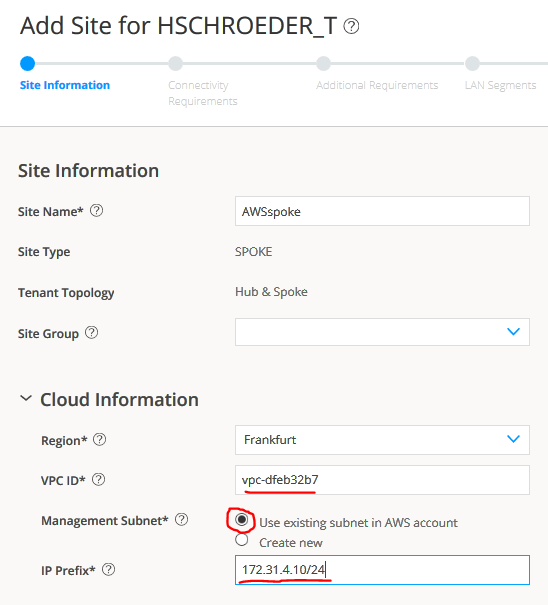 Add Site for HSCHROEDER_T ?
Site Information
Connectivity Requirements
Additional Requirements
LAN Segments
Site Information
Site Name* ? AWSspoke
Site Type SPOKE
Tenant Topology Hub & Spoke
Site Group ?
Cloud Information
Region* ? Frankfurt
VPC ID* ? vpc-dfeb32b7
Management Subnet* ? Use existing subnet in AWS account
Create new
IP Prefix* ? 172.31.4.10/24